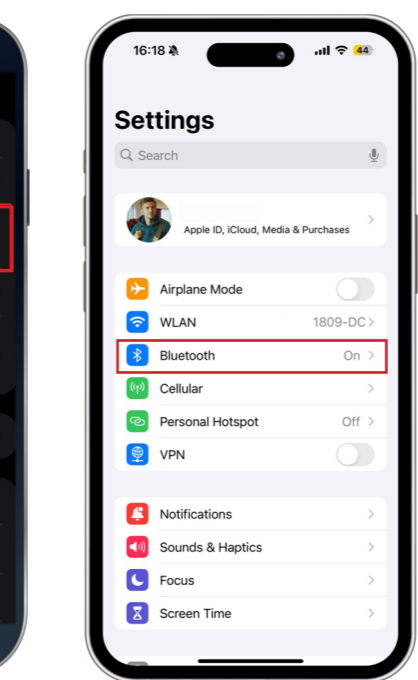 16:18 44
Settings
Search
Apple ID, iCloud, Media & Purchases
Airplane Mode
WLAN 1809-DC
Bluetooth On
Cellular
Personal Hotspot Off
VPN
Notifications
Sounds & Haptics
Focus
Screen Time